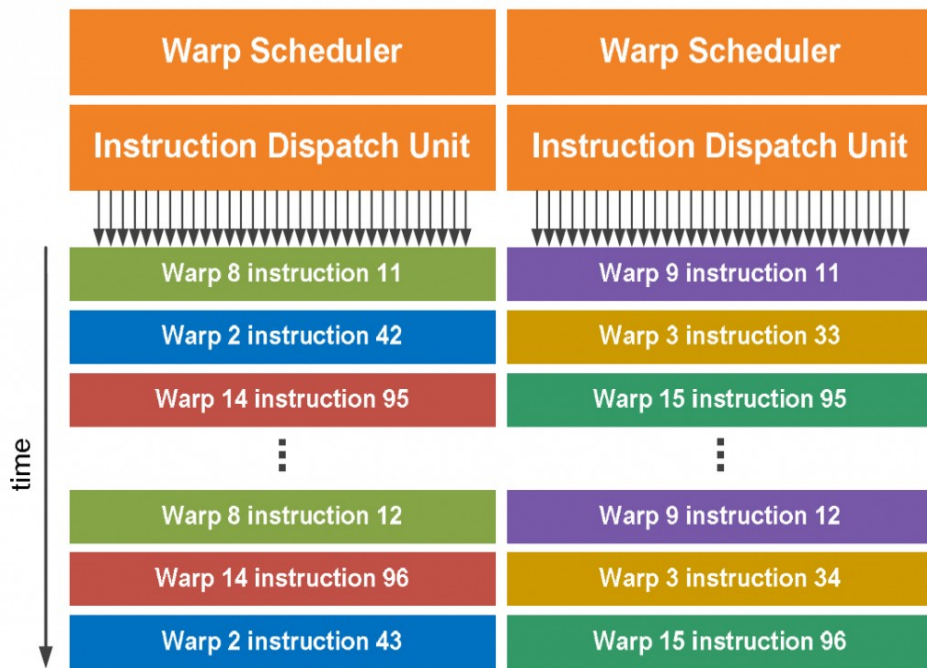 Warp Scheduler
Warp Scheduler
Instruction Dispatch Unit
Instruction Dispatch Unit
Warp 8 instruction 11
Warp 9 instruction 11
Warp 2 instruction 42
Warp 3 instruction 33
Warp 14 instruction 95
Warp 15 instruction 95
time
Warp 8 instruction 12
Warp 9 instruction 12
Warp 14 instruction 96
Warp 3 instruction 34
Warp 2 instruction 43
Warp 15 instruction 96